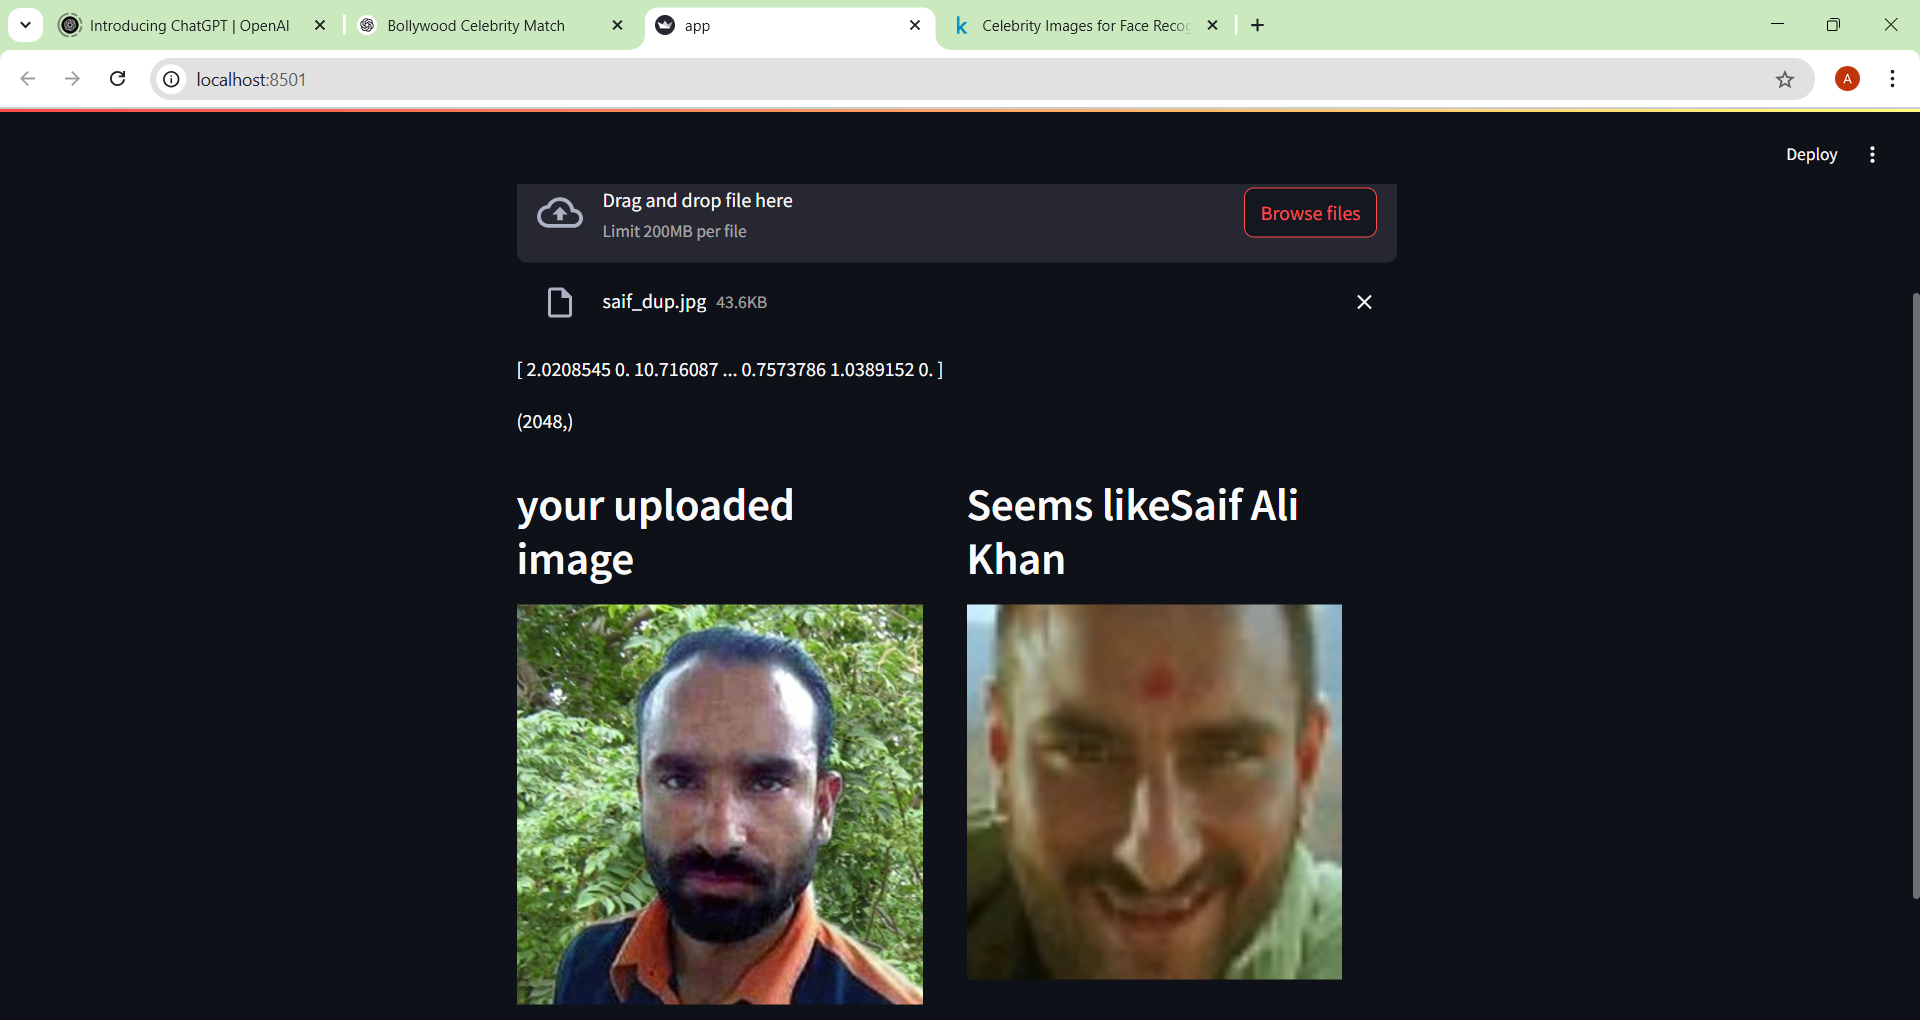 Introducing ChatGPT | OpenAI
Bollywood Celebrity Match
app
Celebrity Images for Face Recog
localhost:8501
A
Deploy
Drag and drop file here
Limit 200MB per file
Browse files
saif_dup.jpg 43.6KB
[ 2.0208545 0. 10.716087 ... 0.7573786 1.0389152 0. ]
(2048,)
your uploaded
image
Seems likeSaif Ali
Khan